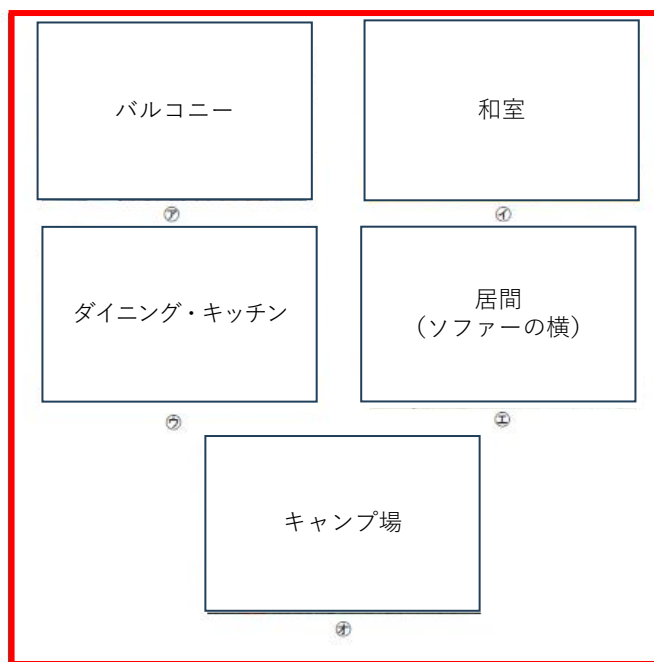 バルコニー
和室
㋐
㋑
ダイニング・キッチン
居間
（ソファーの横）
㋒
㋓
キャンプ場
㋔